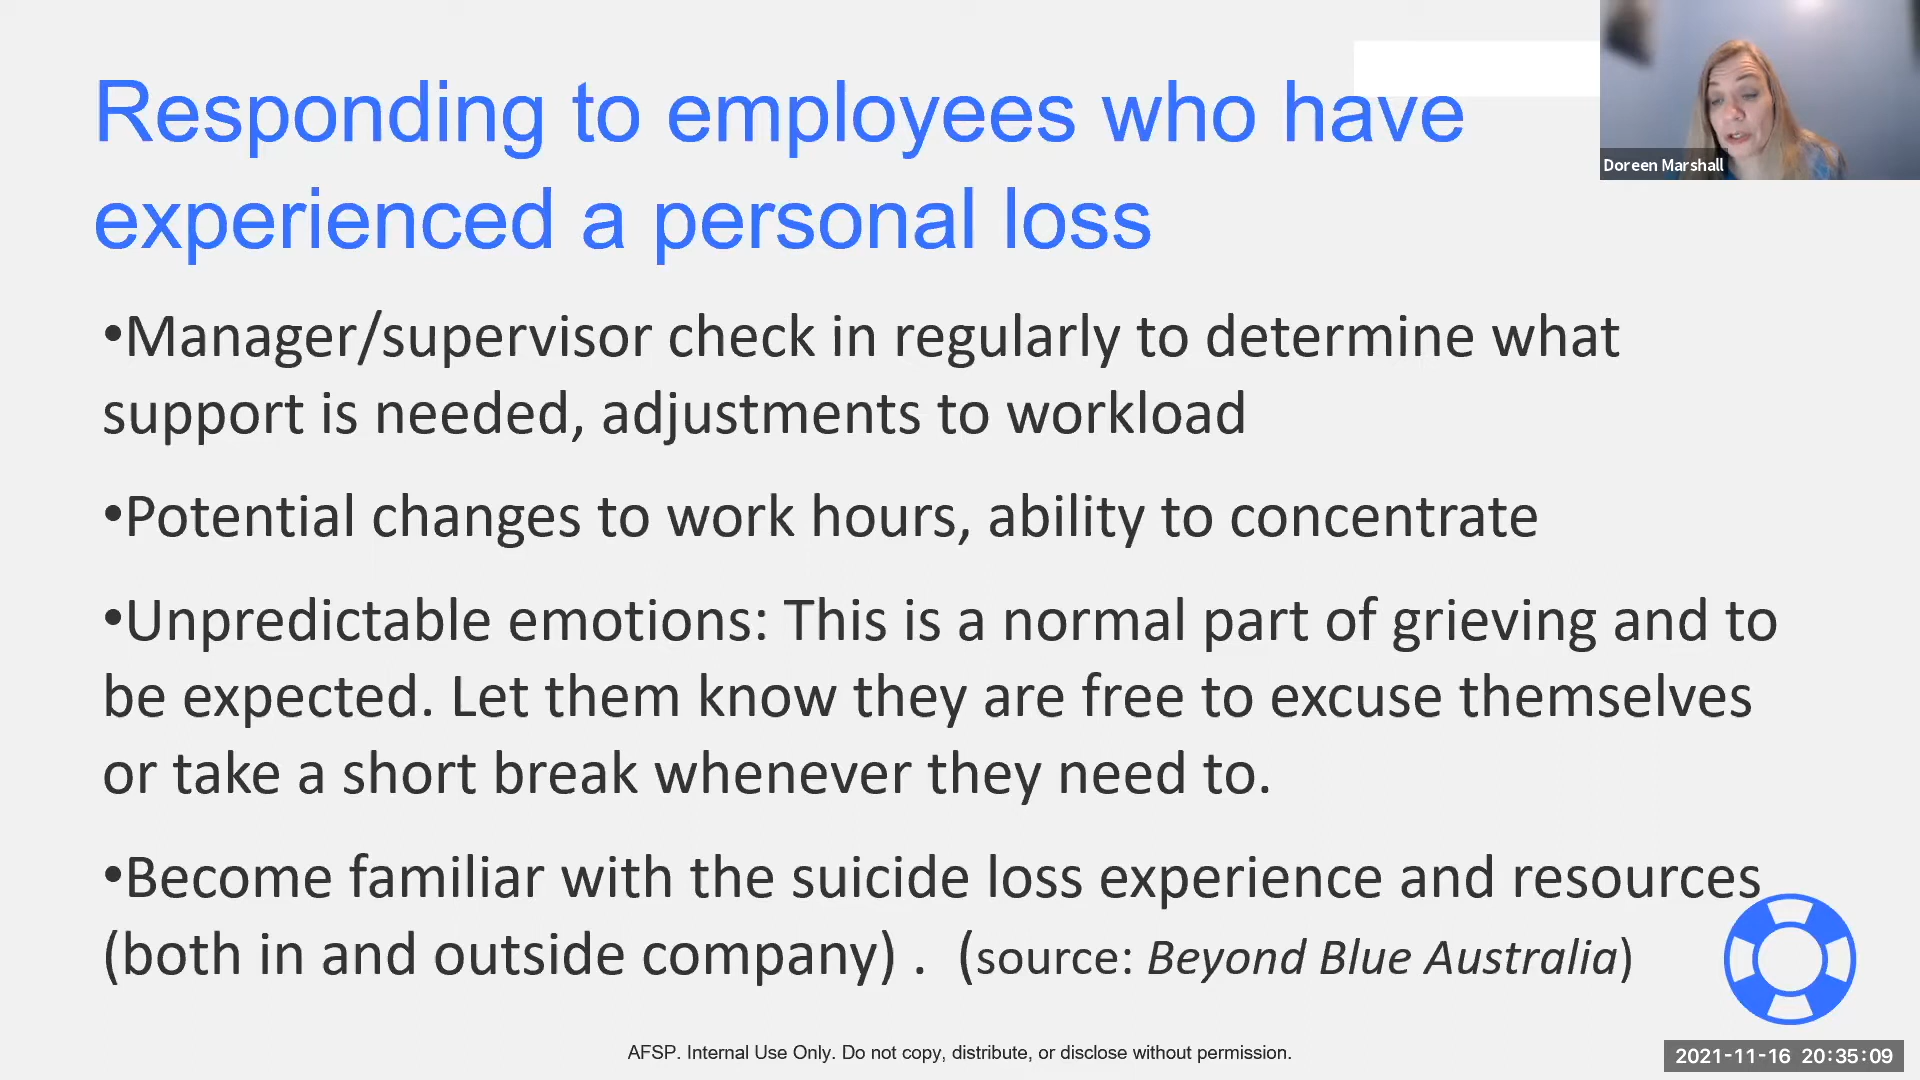 Responding to employees who have
experienced a personal loss
Doreen Marshall
•Manager/supervisor check in regularly to determine what
support is needed, adjustments to workload
•Potential changes to work hours, ability to concentrate
•Unpredictable emotions: This is a normal part of grieving and to
be expected. Let them know they are free to excuse themselves
or take a short break whenever they need to.
•Become familiar with the suicide loss experience and resources
(both in and outside company) .  (source: Beyond Blue Australia)
AFSP. Internal Use Only. Do not copy, distribute, or disclose without permission.
2021-11-16 20:35:09